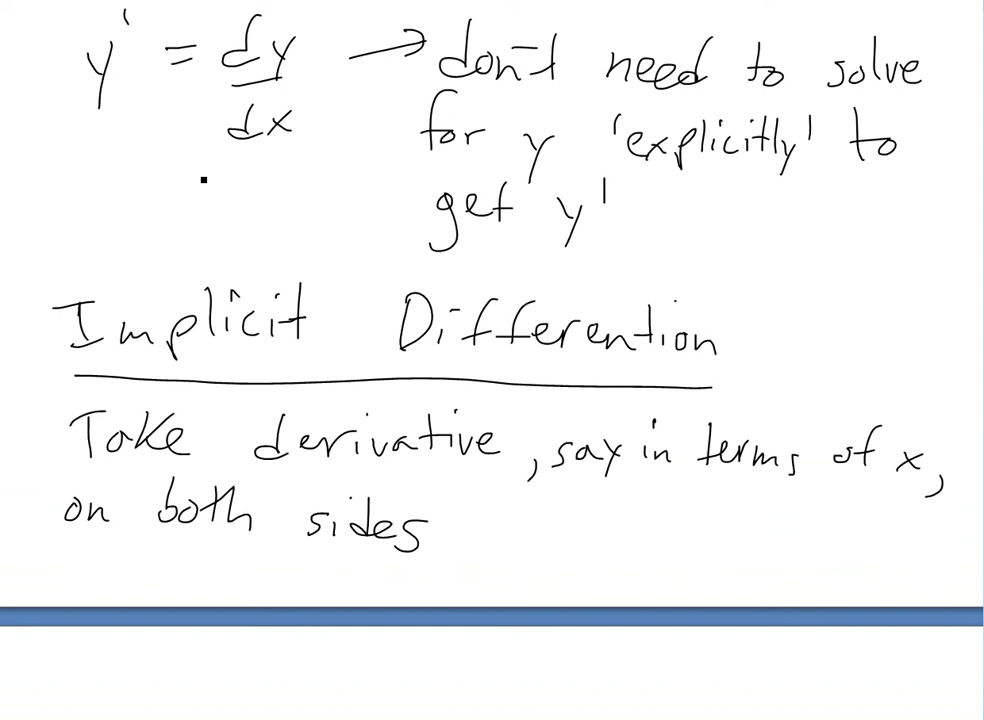 y' = dy/dx → don't need to solve
for y 'explicitly' to
get y'
Implicit Differention
Take derivative, say in terms of x,
on both sides